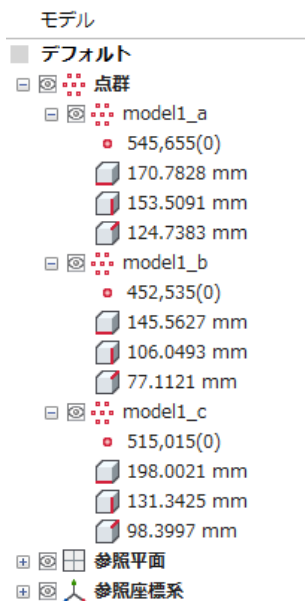 モデル
デフォルト
点群
model1_a
545,655(0)
170.7828 mm
153.5091 mm
124.7383 mm
model1_b
452,535(0)
145.5627 mm
106.0493 mm
77.1121 mm
model1_c
515,015(0)
198.0021 mm
131.3425 mm
98.3997 mm
参照平面
参照座標系